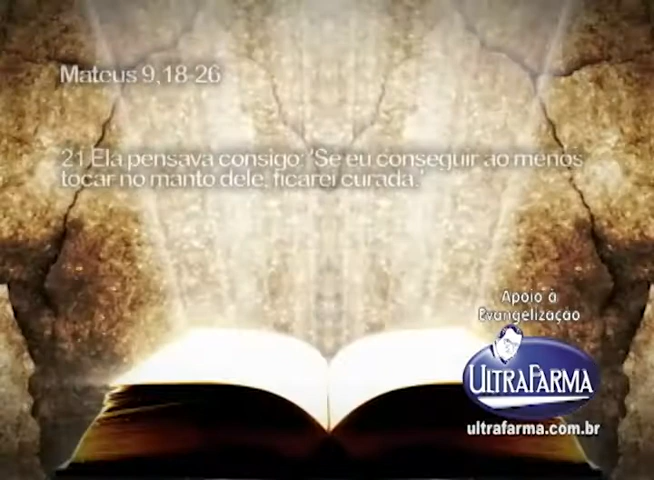 Mateus 9,18-26
21 Ela pensava consigo: 'Se eu conseguir ao menos
tocar no manto dele, ficarei curada.'
Apoio à
Evangelização
ULTRAFARMA
ultrafarma.com.br